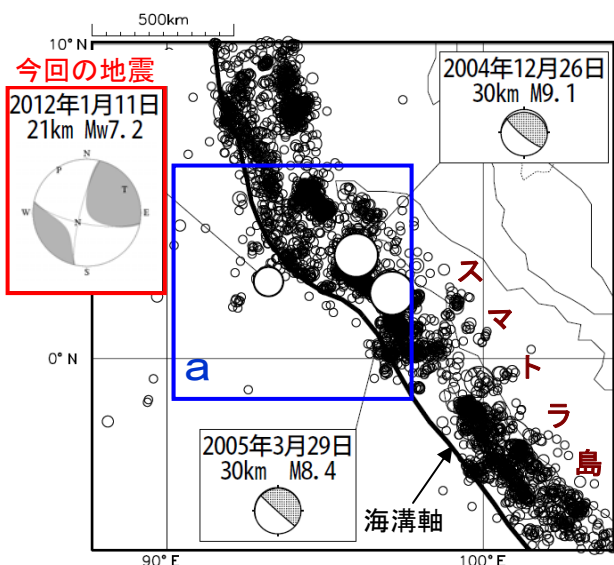 500km
10°N
今回の地震
2012年1月11日
21km Mw7.2
N
P
T
W
E
N
S
2004年12月26日
30km M9.1
スマトラ島
a
0°N
2005年3月29日
30km M8.4
海溝軸
90°E
100°E